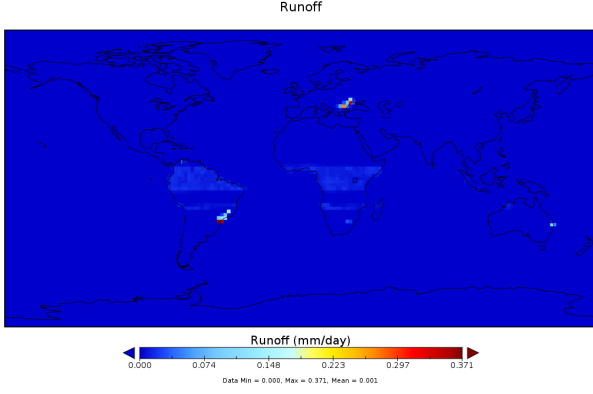 Runoff
Runoff (mm/day)
0.000 0.074 0.148 0.223 0.297 0.371
Data Min = 0.000, Max = 0.371, Mean = 0.001